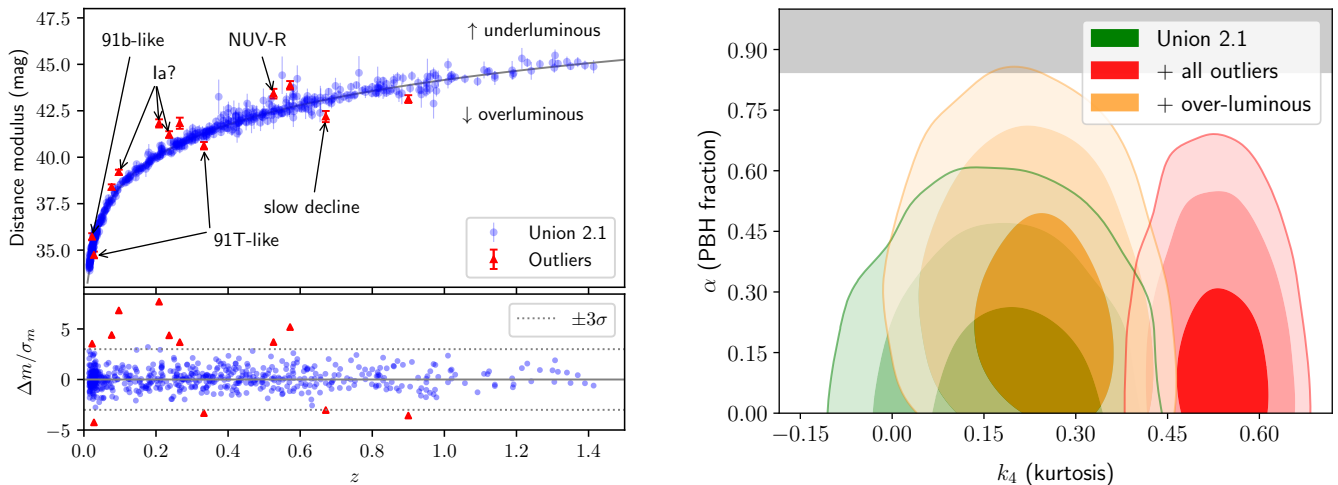 45.0
42.5
40.0
37.5
35.0
Distance modulus (mag)
91b-like
Ia?
NUV-R
↑ underluminous
↓ overluminous
slow decline
91T-like
Union 2.1
Outliers
5
0
−5
Δm/σm
±3σ
0.0 0.2 0.4 0.6 0.8 1.0 1.2 1.4
z
0.90
0.75
0.60
0.45
0.30
0.15
0.00
α (PBH fraction)
Union 2.1
+ all outliers
+ over-luminous
−0.15 0.00 0.15 0.30 0.45 0.60
k4 (kurtosis)